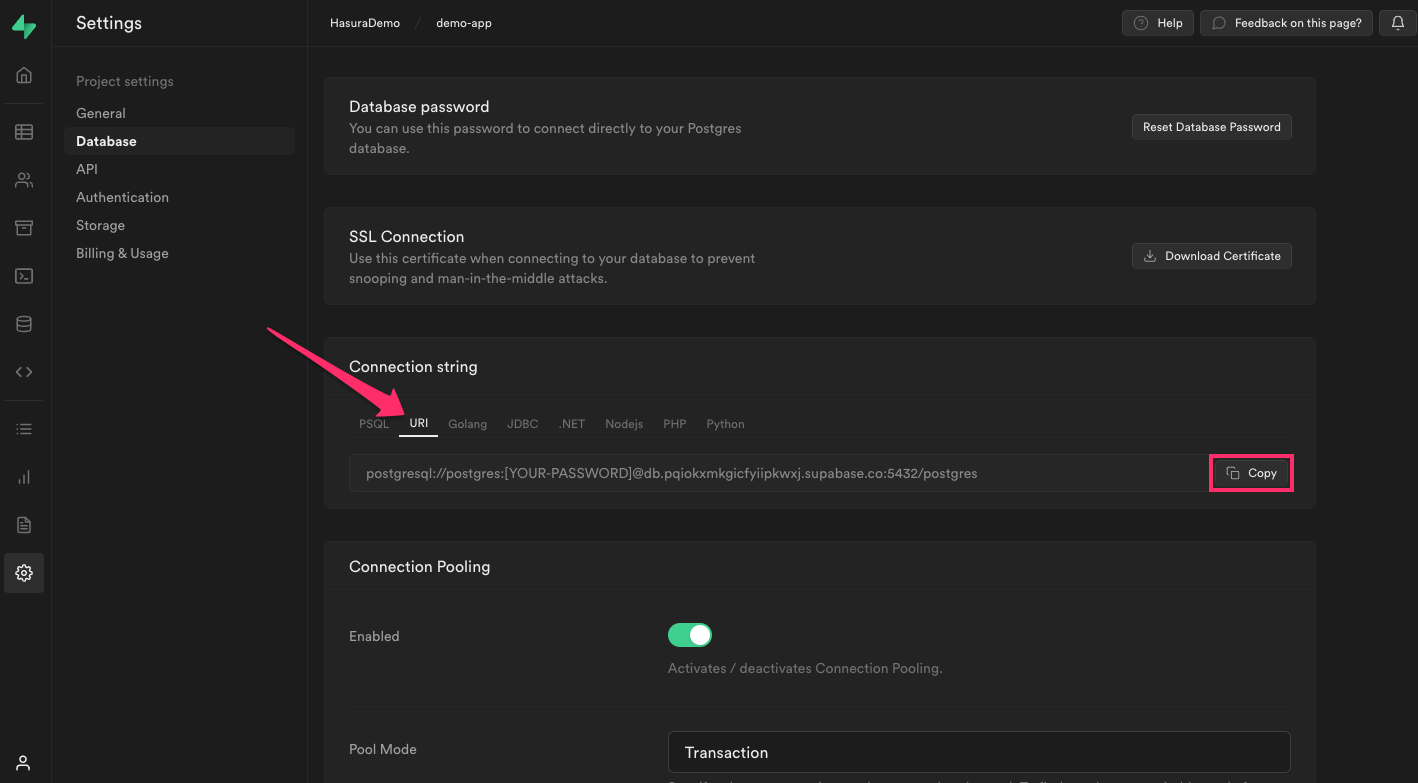 Settings
HasuraDemo / demo-app
Help
Feedback on this page?
Project settings
General
Database
API
Authentication
Storage
Billing & Usage
Database password
You can use this password to connect directly to your Postgres
database.
Reset Database Password
SSL Connection
Use this certificate when connecting to your database to prevent
snooping and man-in-the-middle attacks.
Download Certificate
Connection string
PSQL URI Golang JDBC .NET Nodejs PHP Python
postgresql://postgres:[YOUR-PASSWORD]@db.pqiokxmkgicfyiipkwxj.supabase.co:5432/postgres
Copy
Connection Pooling
Enabled
Activates / deactivates Connection Pooling.
Pool Mode
Transaction